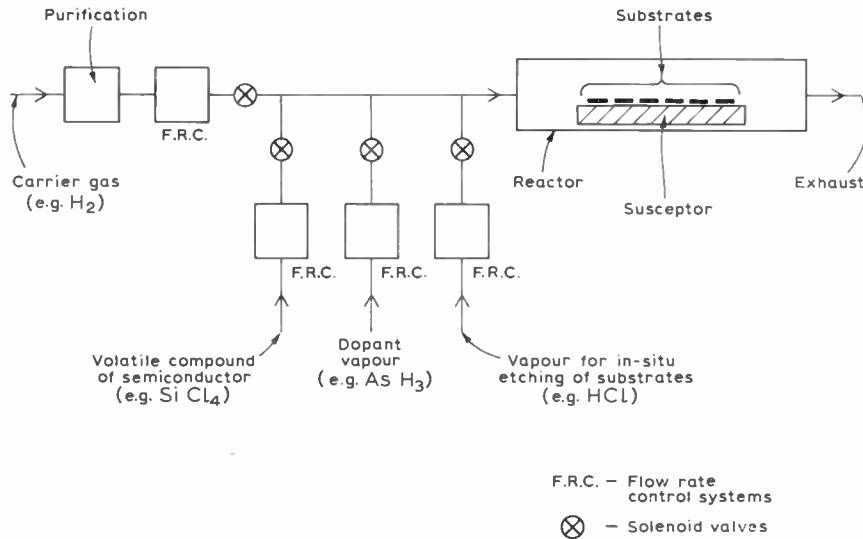 Purification
Substrates
F.R.C.
Carrier gas
(e.g. H₂)
Reactor
Susceptor
Exhaust
F.R.C.
F.R.C.
F.R.C.
Volatile compound
of semiconductor
(e.g. Si Cl₄)
Dopant
vapour
(e.g. As H₃)
Vapour for in-situ
etching of substrates
(e.g. HCl)
F.R.C. – Flow rate
control systems
– Solenoid valves